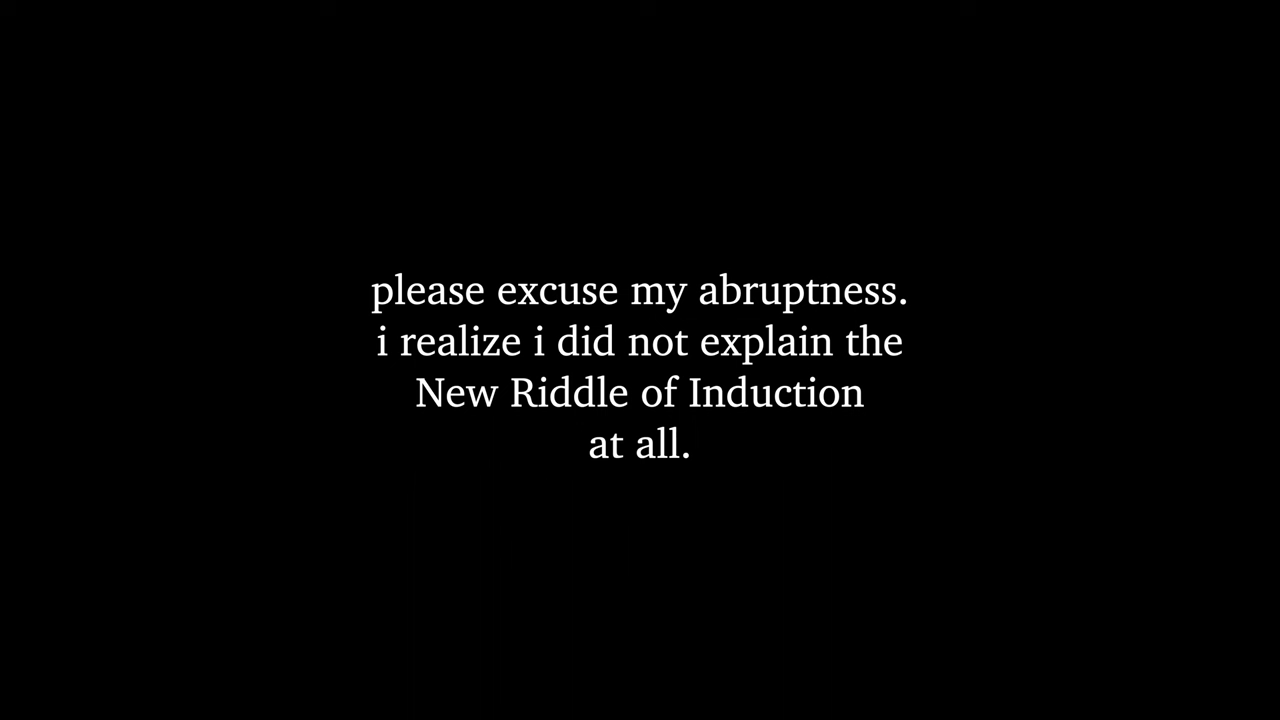 please excuse my abruptness.
i realize i did not explain the
New Riddle of Induction
at all.